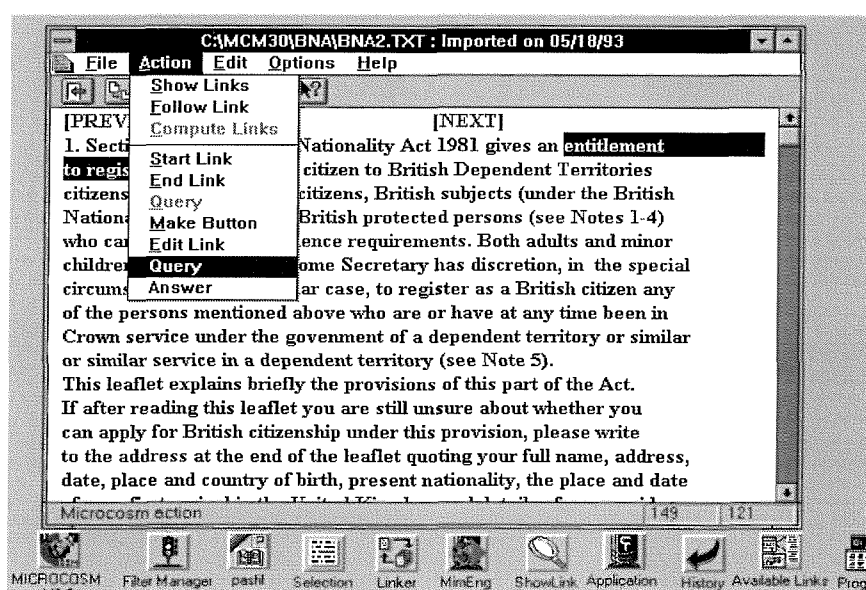 C:\MCM30\BNA\BNA2.TXT : Imported on 05/18/93
File Action Edit Options Help
Show Links
Follow Link
Compute Links
Start Link
End Link
Query
Make Button
Edit Link
Query
Answer
[PREV [NEXT]
1. Secti Nationality Act 1981 gives an entitlement
to regis citizen to British Dependent Territories
citizens citizens, British subjects (under the British
Nationa British protected persons (see Notes 1-4)
who can ence requirements. Both adults and minor
children ome Secretary has discretion, in the special
circums ar case, to register as a British citizen any
of the persons mentioned above who are or have at any time been in
Crown service under the govenment of a dependent territory or similar
or similar service in a dependent territory (see Note 5).
This leaflet explains briefly the provisions of this part of the Act.
If after reading this leaflet you are still unsure about whether you
can apply for British citizenship under this provision, please write
to the address at the end of the leaflet quoting your full name, address,
date, place and country of birth, present nationality, the place and date
Microcosm action 149 121
MICROCOSM Filter Manager pashl Selection Linker MimEng ShowLink Application History Available Links Prog